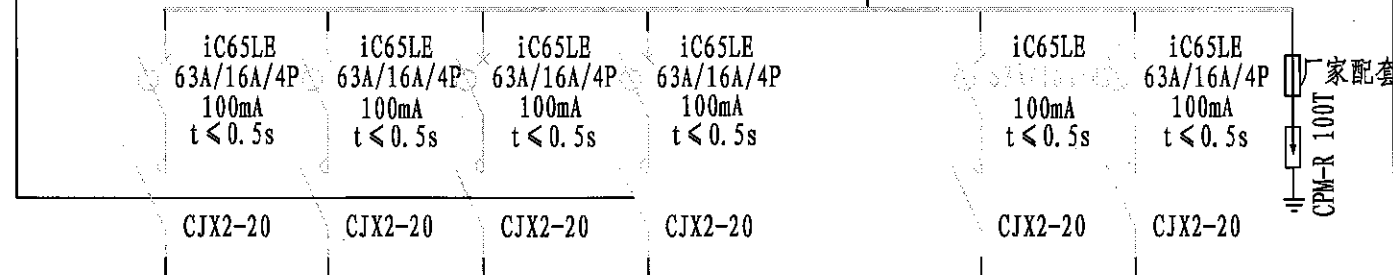 iC65LE
63A/16A/4P
100mA
t≤0.5s
CJX2-20
iC65LE
63A/16A/4P
100mA
t≤0.5s
CJX2-20
iC65LE
63A/16A/4P
100mA
t≤0.5s
CJX2-20
iC65LE
63A/16A/4P
100mA
t≤0.5s
CJX2-20
iC65LE
100mA
t≤0.5s
CJX2-20
iC65LE
63A/16A/4P
100mA
t≤0.5s
CJX2-20
厂家配套
CPM-R 100T